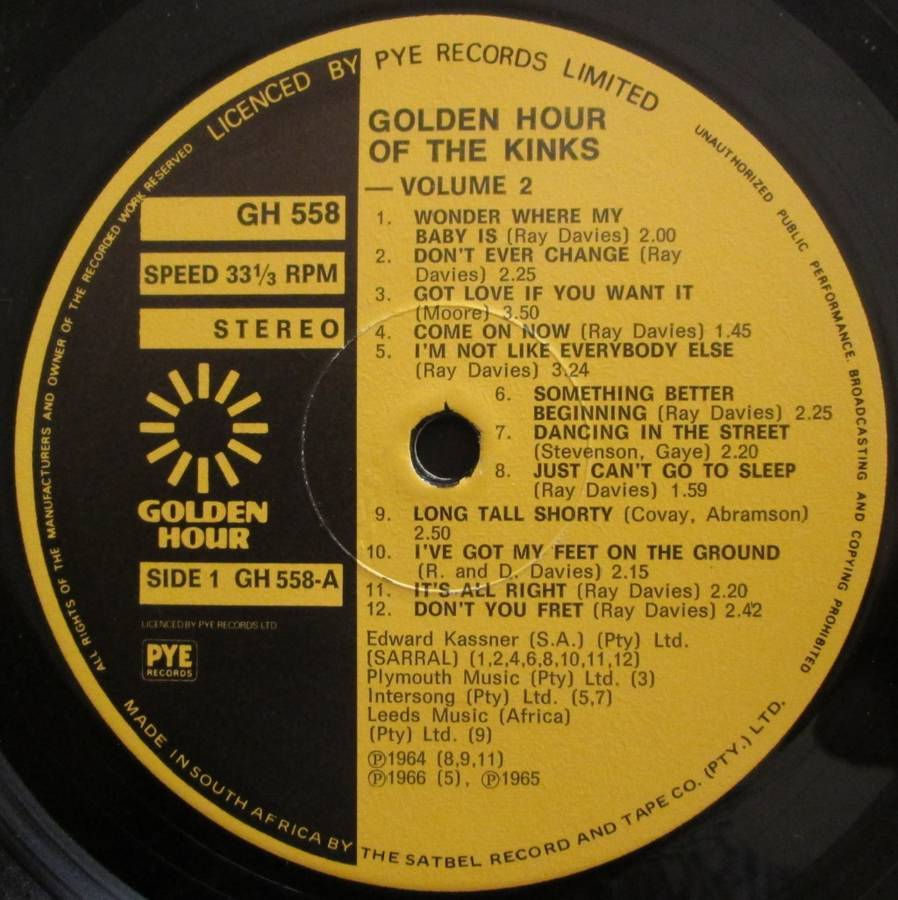 LICENCED BY PYE RECORDS LIMITED
GOLDEN HOUR
OF THE KINKS
— VOLUME 2
GH 558
SPEED 33⅓ RPM
STEREO
GOLDEN
HOUR
SIDE 1 GH 558-A
LICENCED BY PYE RECORDS LTD
PYE
RECORDS
1. WONDER WHERE MY
BABY IS (Ray Davies) 2.00
2. DON'T EVER CHANGE (Ray
Davies) 2.25
3. GOT LOVE IF YOU WANT IT
(Moore) 3.50
4. COME ON NOW (Ray Davies) 1.45
5. I'M NOT LIKE EVERYBODY ELSE
(Ray Davies) 3.24
6. SOMETHING BETTER
BEGINNING (Ray Davies) 2.25
7. DANCING IN THE STREET
(Stevenson, Gaye) 2.20
8. JUST CAN'T GO TO SLEEP
(Ray Davies) 1.59
9. LONG TALL SHORTY (Covay, Abramson)
2.50
10. I'VE GOT MY FEET ON THE GROUND
(R. and D. Davies) 2.15
11. IT'S ALL RIGHT (Ray Davies) 2.20
12. DON'T YOU FRET (Ray Davies) 2.42
Edward Kassner (S.A.) (Pty) Ltd.
(SARRAL) (1,2,4,6,8,10,11,12)
Plymouth Music (Pty) Ltd. (3)
Intersong (Pty) Ltd. (5,7)
Leeds Music (Africa)
(Pty) Ltd. (9)
℗1964 (8,9,11)
℗1966 (5), ℗1965
ALL RIGHTS OF THE MANUFACTURERS AND OWNER OF THE RECORDED WORK RESERVED
UNAUTHORIZED PUBLIC PERFORMANCE. BROADCASTING AND COPYING PROHIBITED
MADE IN SOUTH AFRICA BY THE SATBEL RECORD AND TAPE CO. (PTY.) LTD.